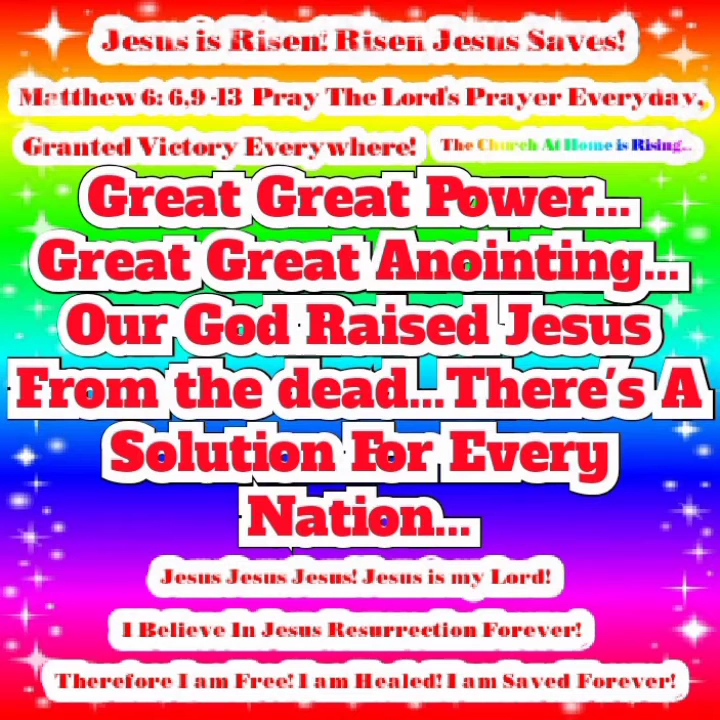 Jesus is Risen! Risen Jesus Saves!
Matthew 6: 6,9-13 Pray The Lord's Prayer Everyday,
Granted Victory Everywhere! The Church At Home is Rising...
Great Great Power...
Great Great Anointing...
Our God Raised Jesus
From the dead...There's A
Solution For Every
Nation...
Jesus Jesus Jesus! Jesus is my Lord!
I Believe In Jesus Resurrection Forever!
Therefore I am Free! I am Healed! I am Saved Forever!